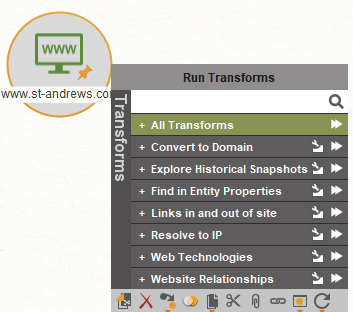 WWW
www.st-andrews.com
Run Transforms
Transforms
+ All Transforms
+ Convert to Domain
+ Explore Historical Snapshots
+ Find in Entity Properties
+ Links in and out of site
+ Resolve to IP
+ Web Technologies
+ Website Relationships